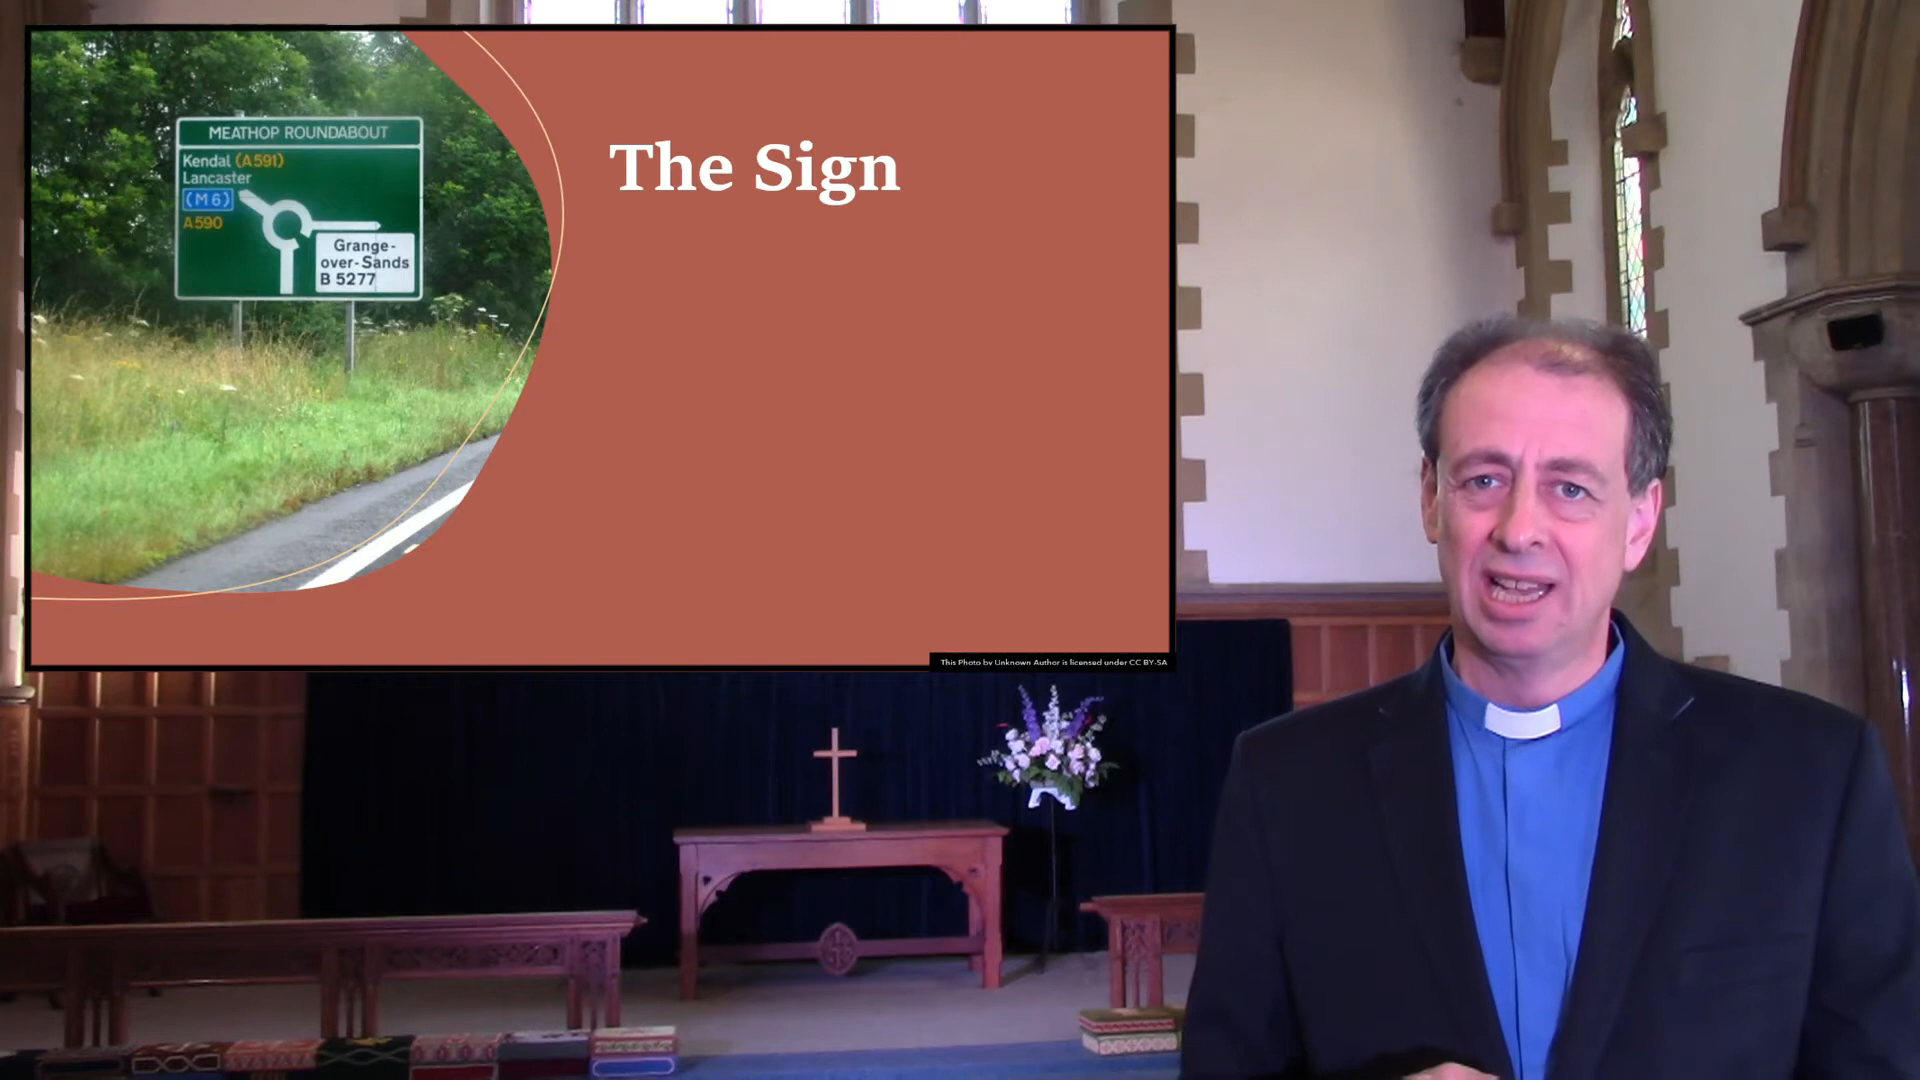 MEATHOP ROUNDABOUT
Kendal (A591)
Lancaster
(M6)
A590
Grange-
over-Sands
B 5277
The Sign
This Photo by Unknown Author is licensed under CC BY-SA